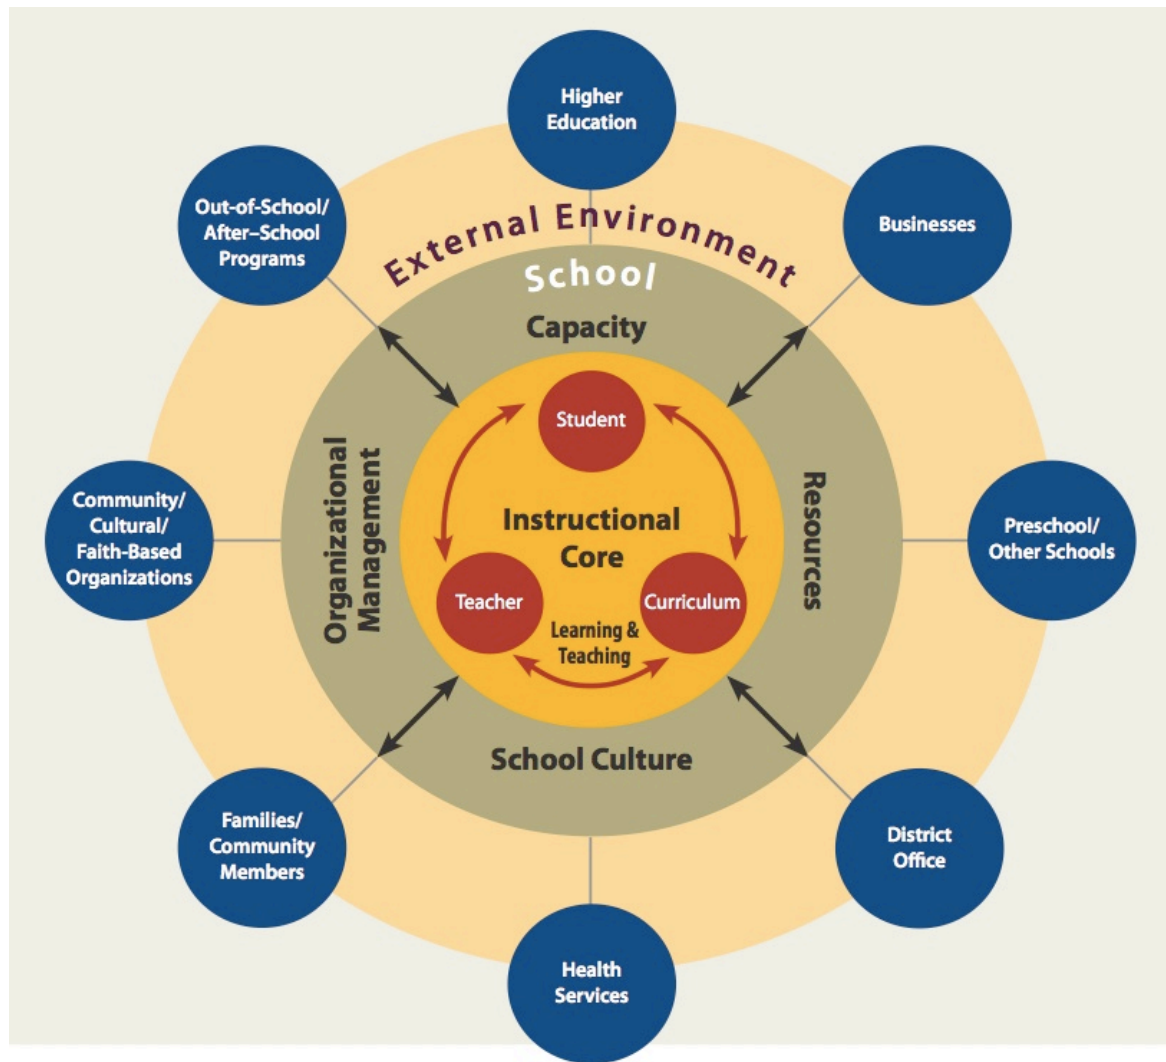 Higher
Education
Out-of-School/
After–School
Programs
Businesses
External Environment
School
Capacity
Student
Organizational
Management
Resources
Community/
Cultural/
Faith-Based
Organizations
Instructional
Core
Preschool/
Other Schools
Teacher
Curriculum
Learning &
Teaching
School Culture
Families/
Community
Members
District
Office
Health
Services